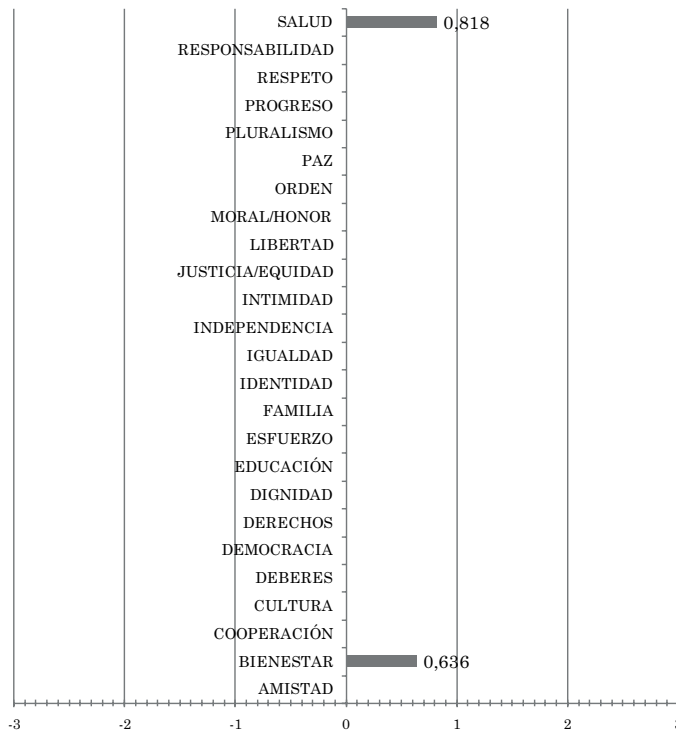 SALUD 0,818
RESPONSABILIDAD
RESPETO
PROGRESO
PLURALISMO
PAZ
ORDEN
MORAL/HONOR
LIBERTAD
JUSTICIA/EQUIDAD
INTIMIDAD
INDEPENDENCIA
IGUALDAD
IDENTIDAD
FAMILIA
ESFUERZO
EDUCACIÓN
DIGNIDAD
DERECHOS
DEMOCRACIA
DEBERES
CULTURA
COOPERACIÓN
BIENESTAR 0,636
AMISTAD
-3 -2 -1 0 1 2